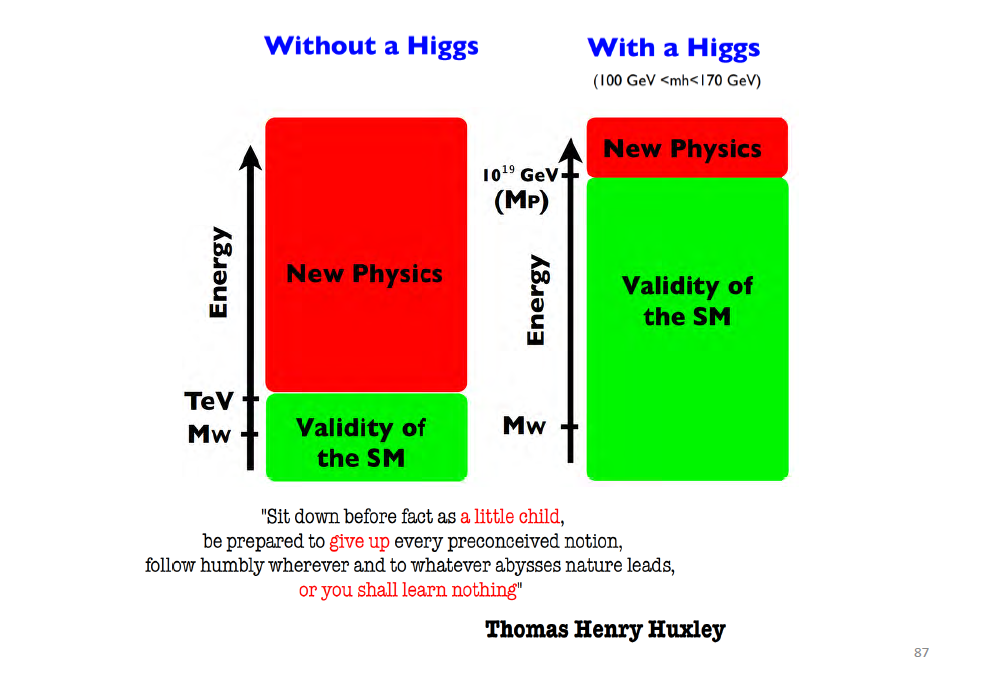 Without a Higgs
With a Higgs
(100 GeV <mh<170 GeV)
New Physics
Energy
TeV
Mw
Validity of
the SM
New Physics
10¹⁹ GeV
(MP)
Energy
Validity of
the SM
Mw
"Sit down before fact as a little child,
be prepared to give up every preconceived notion,
follow humbly wherever and to whatever abysses nature leads,
or you shall learn nothing"
Thomas Henry Huxley
87